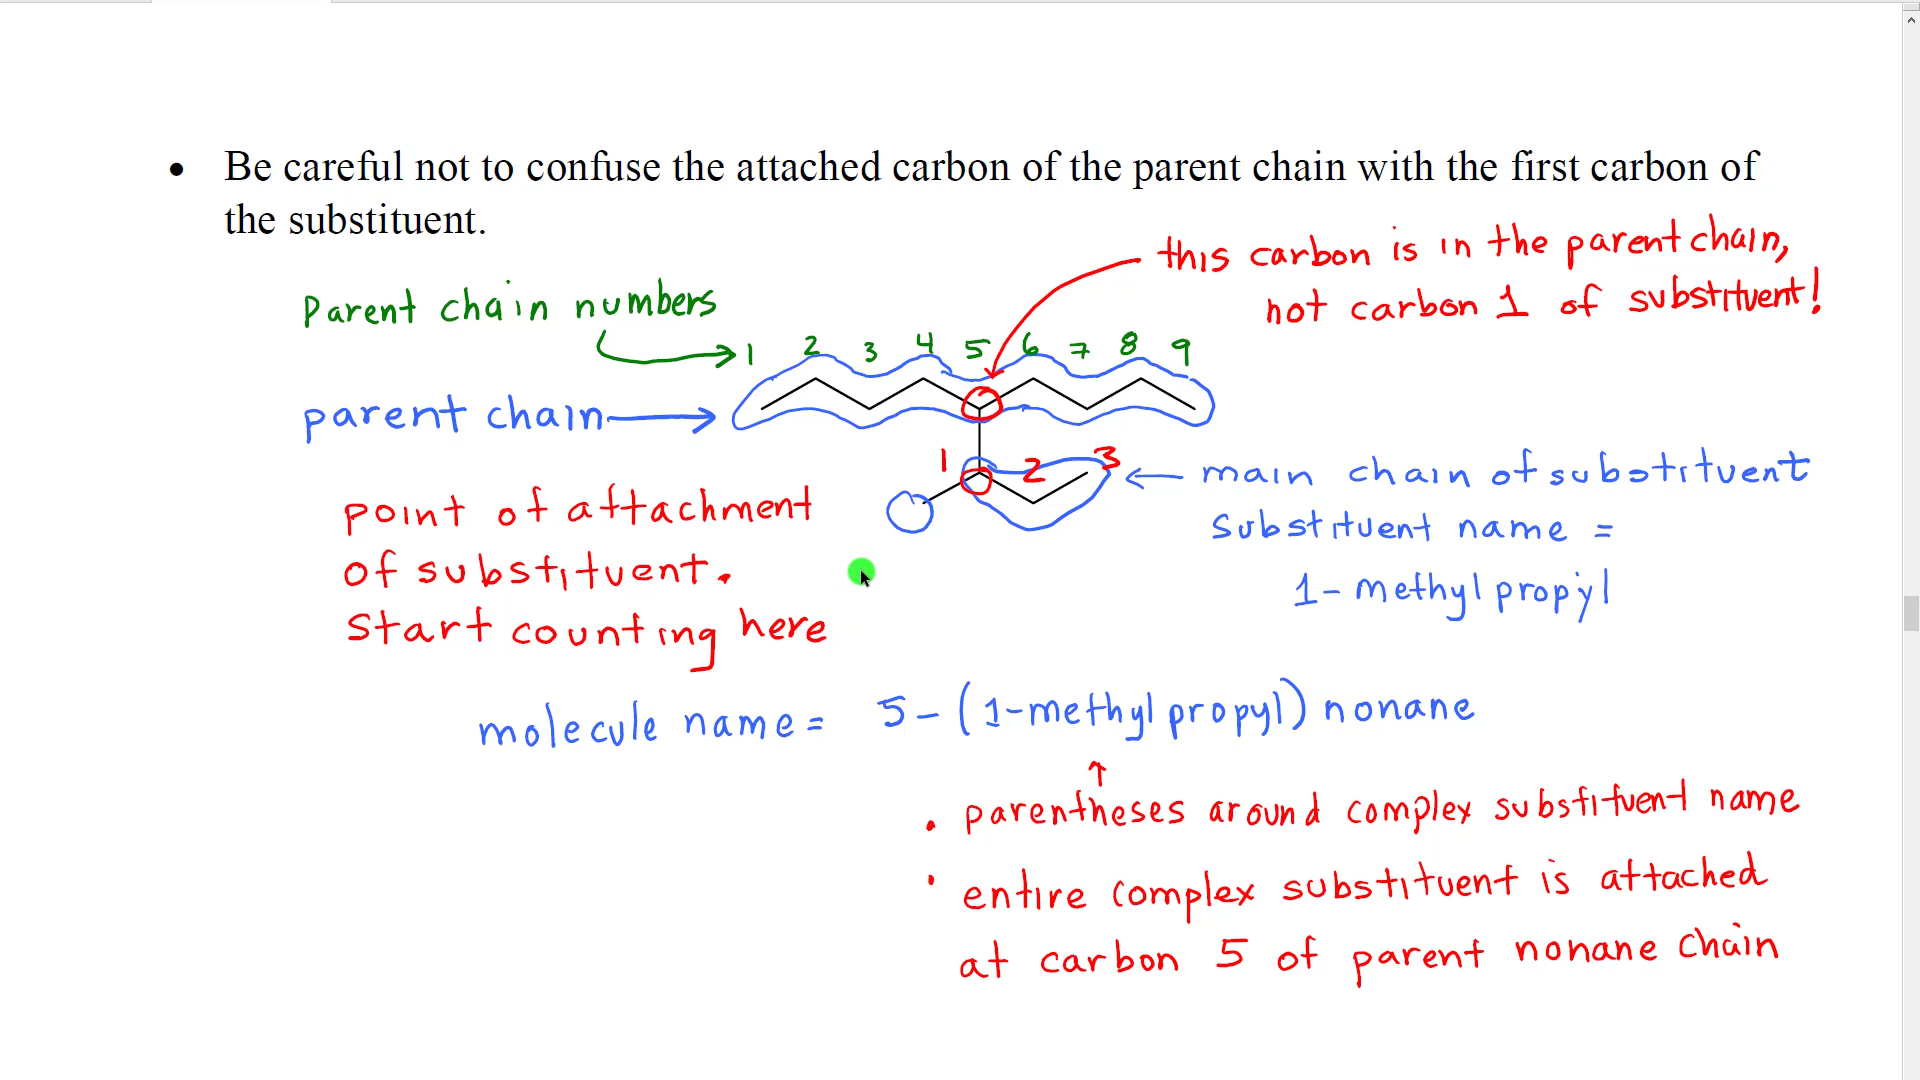 • Be careful not to confuse the attached carbon of the parent chain with the first carbon of
the substituent.
this carbon is in the parent chain,
not carbon 1 of substituent!
Parent chain numbers
1 2 3 4 5 6 7 8 9
parent chain
1 2 3
main chain of substituent
substituent name =
1-methylpropyl
point of attachment
of substituent.
Start counting here
molecule name = 5-(1-methylpropyl)nonane
• parentheses around complex substituent name
• entire complex substituent is attached
at carbon 5 of parent nonane chain